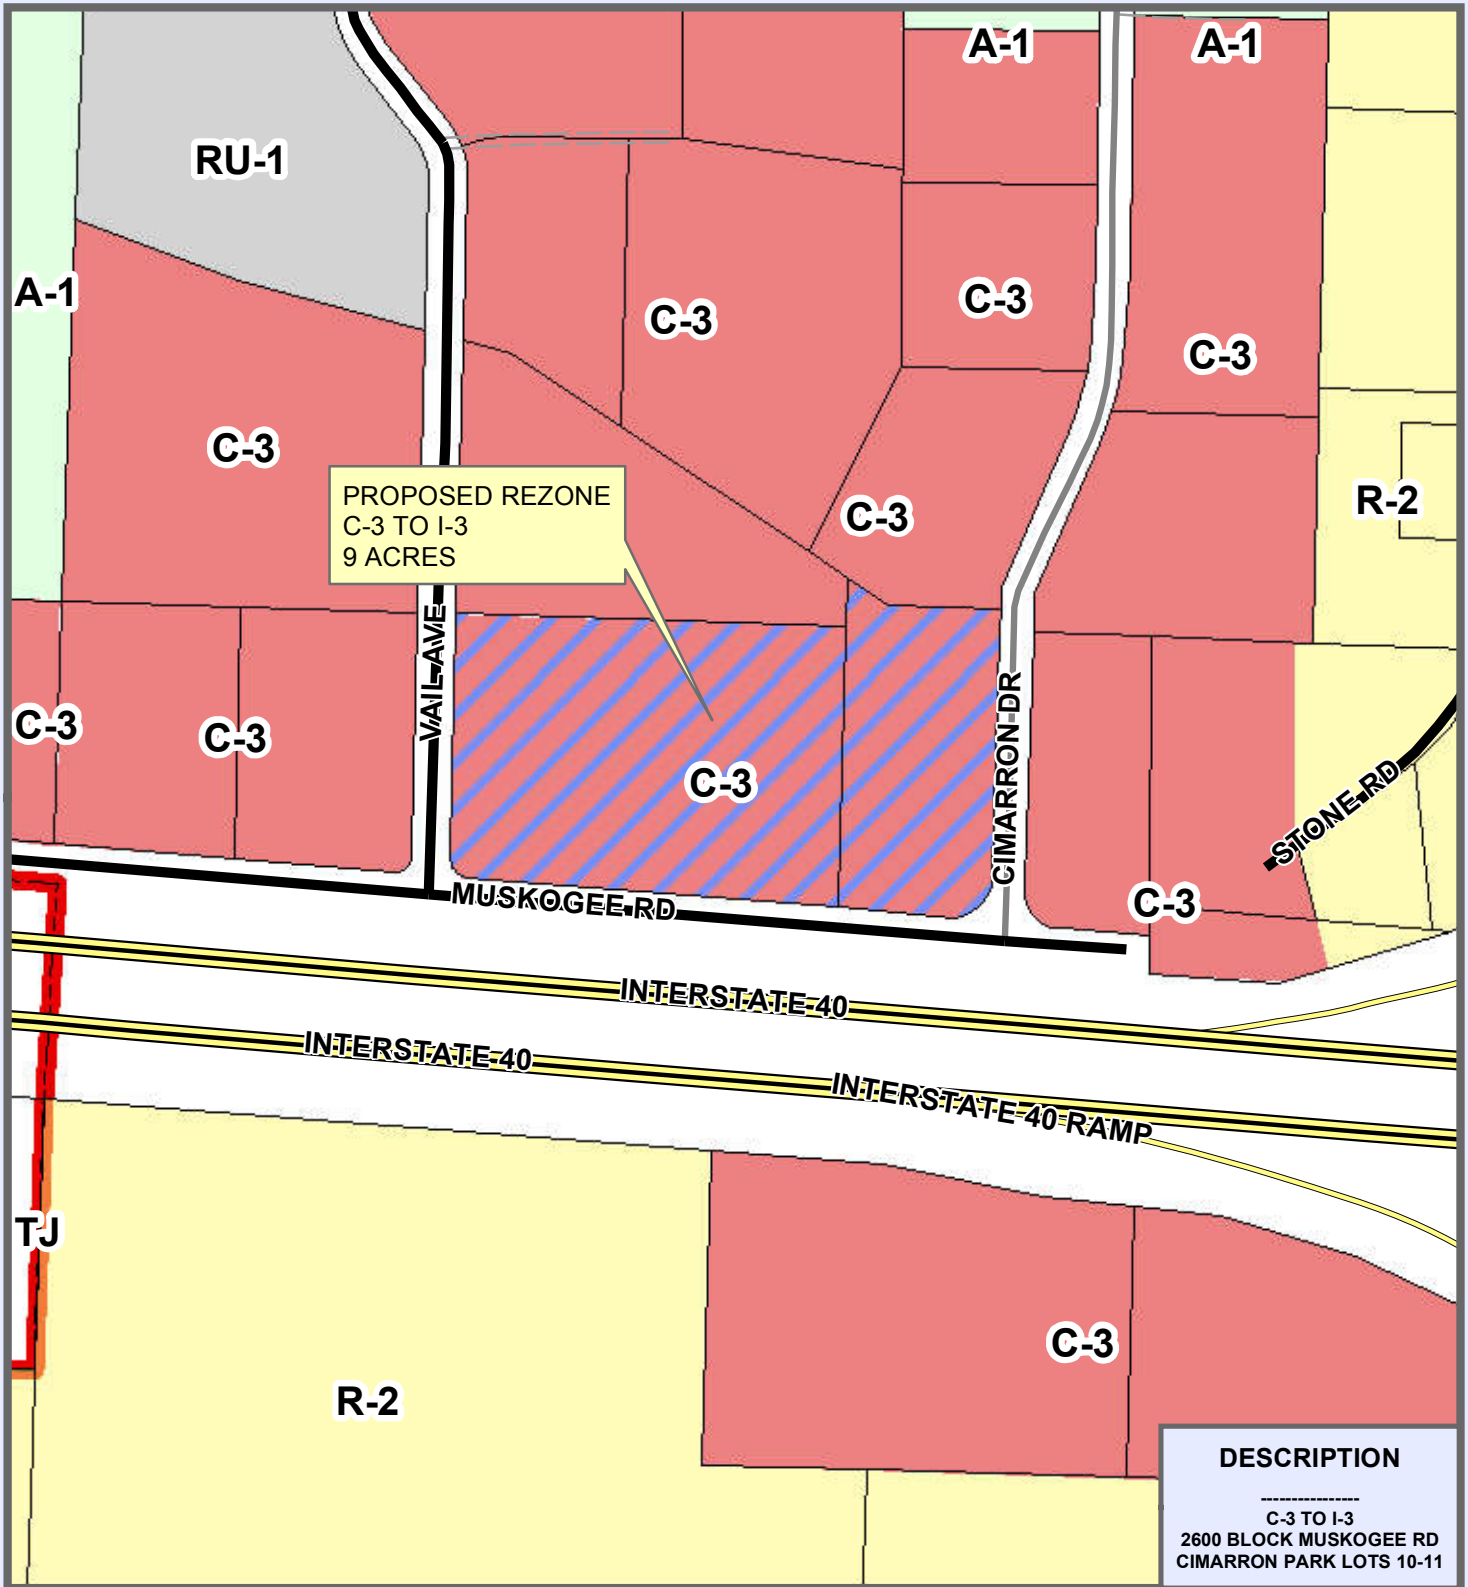 A-1
A-1
RU-1
A-1
C-3
C-3
C-3
C-3
PROPOSED REZONE
C-3 TO I-3
9 ACRES
C-3
R-2
VAIL AVE
CIMARRON DR
C-3
C-3
C-3
STONE RD
MUSKOGEE RD
C-3
INTERSTATE 40
INTERSTATE 40
INTERSTATE 40 RAMP
TJ
C-3
R-2
DESCRIPTION
----------------
C-3 TO I-3
2600 BLOCK MUSKOGEE RD
CIMARRON PARK LOTS 10-11